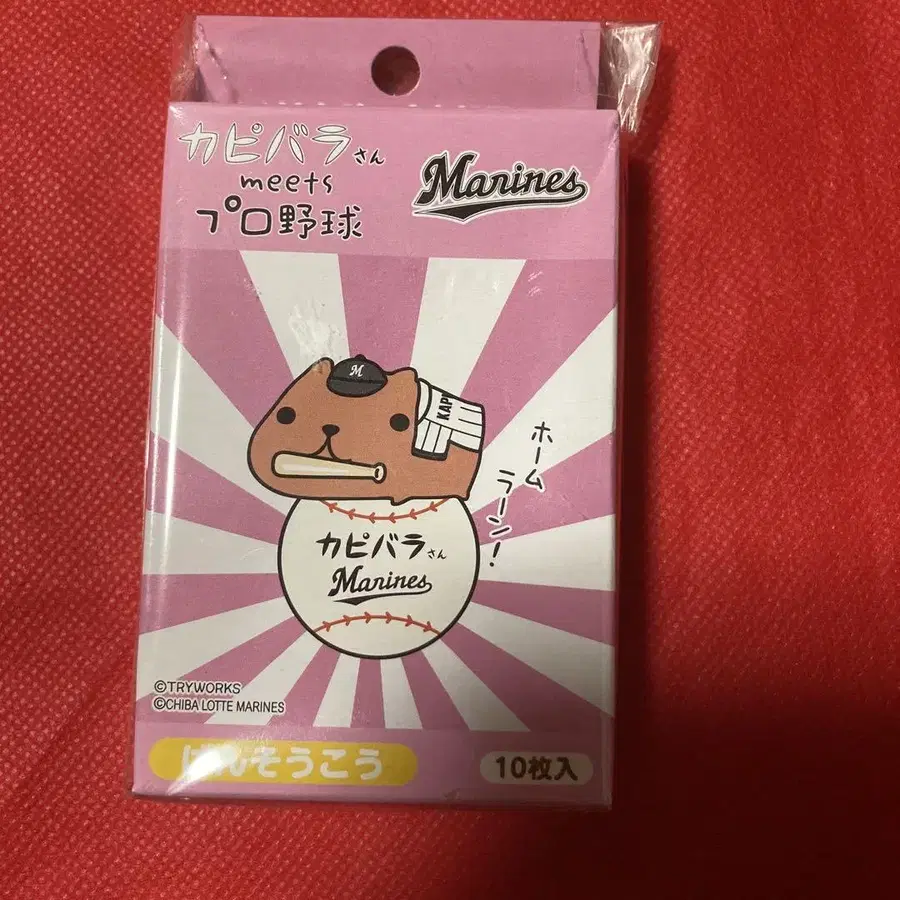 カピバラさん
meets
プロ野球
Marines
M
KAPI
ホーム
ラーン!
カピバラさん
Marines
©TRYWORKS
©CHIBA LOTTE MARINES
ばんそうこう
10枚入